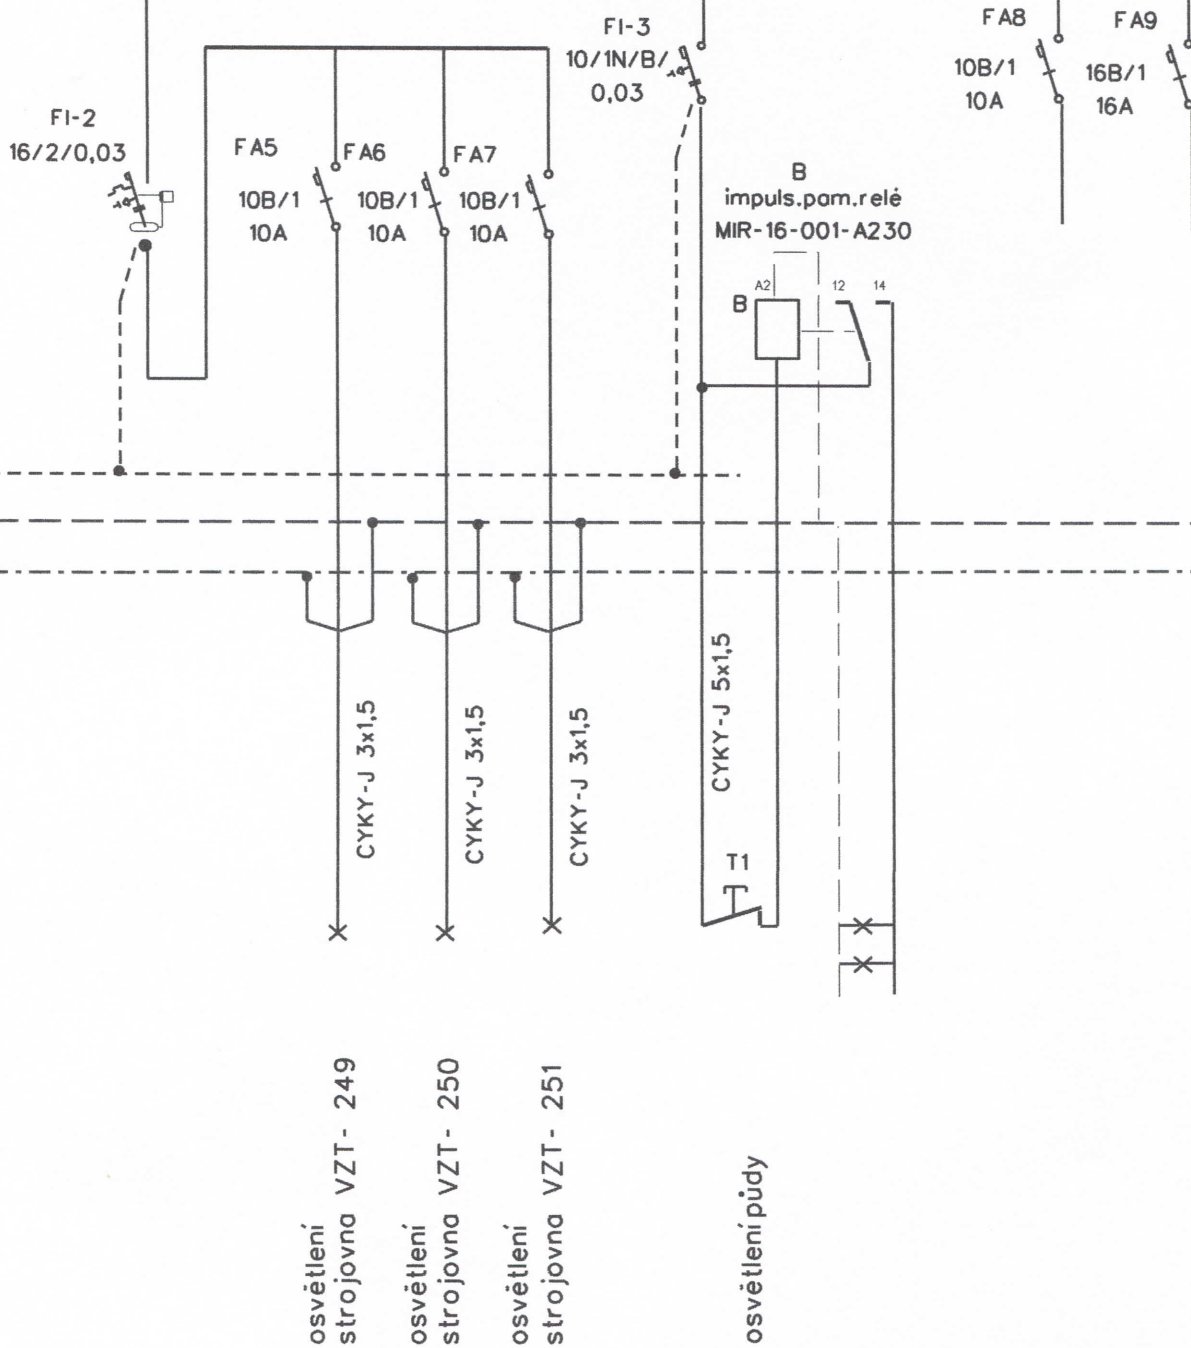 FI-2
16/2/0,03
FA5
10B/1
10A
FA6
10B/1
10A
FA7
10B/1
10A
FI-3
10/1N/B/
0,03
FA8
10B/1
10A
FA9
16B/1
16A
B
impuls.pam.relé
MIR-16-001-A230
B
A2
12
14
CYKY-J 3x1,5
CYKY-J 3x1,5
CYKY-J 3x1,5
CYKY-J 5x1,5
T1
osvětlení
strojovna VZT- 249
osvětlení
strojovna VZT- 250
osvětlení
strojovna VZT- 251
osvětlení půdy